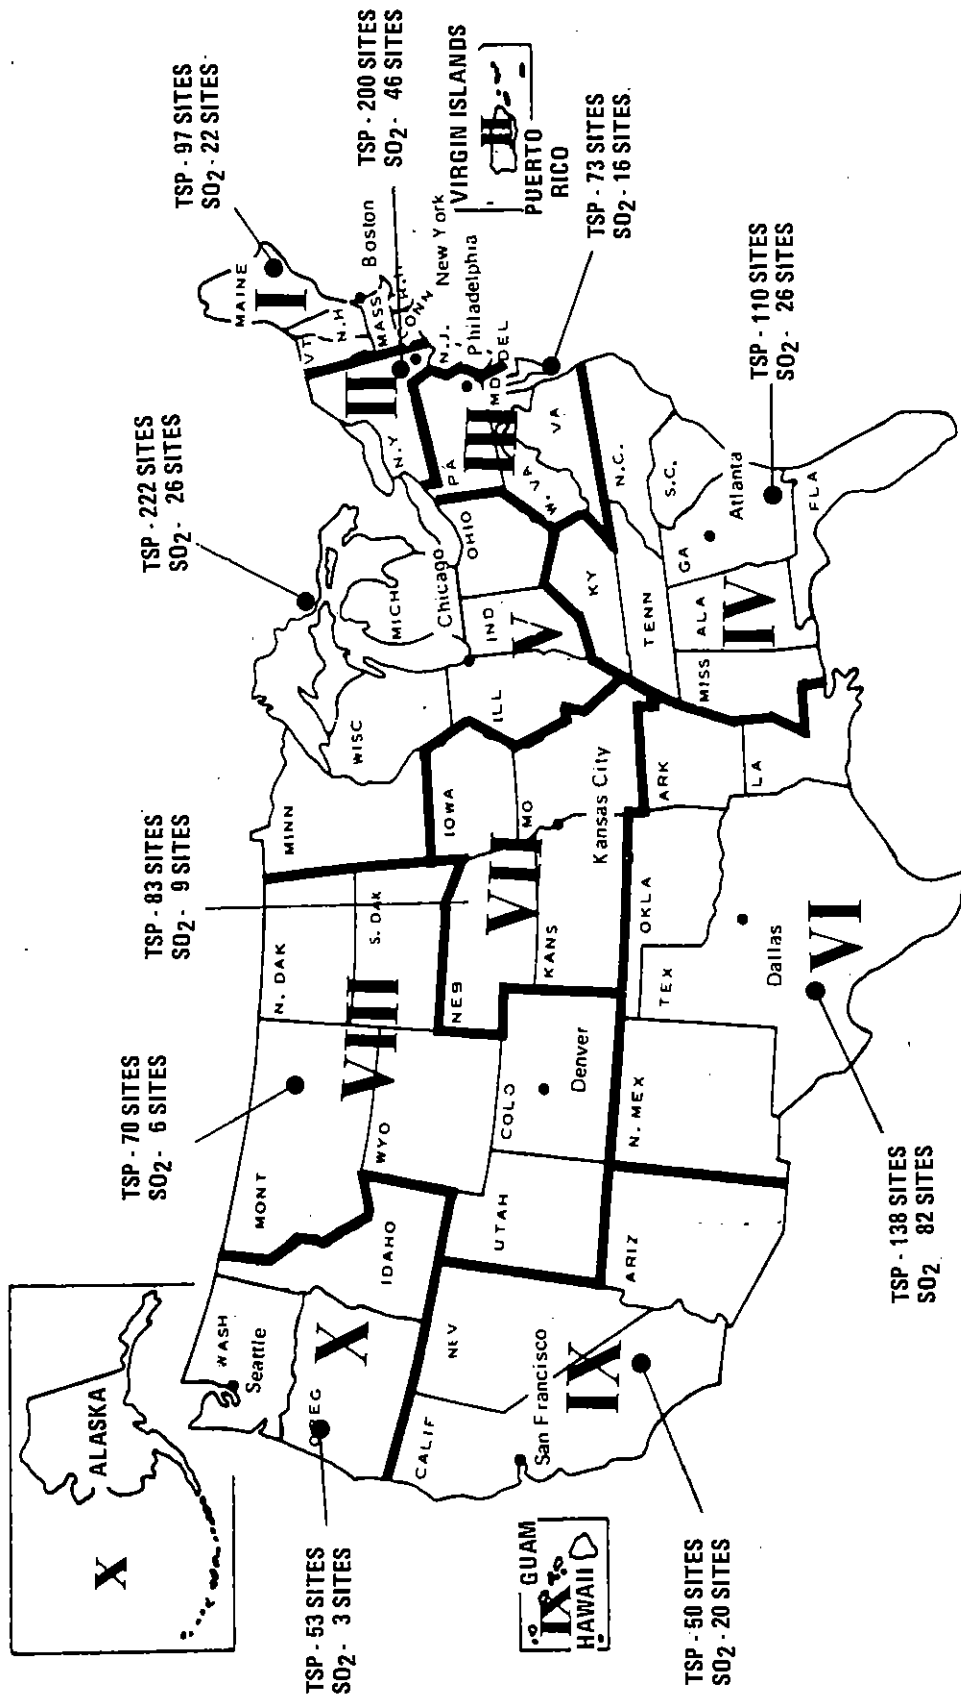 X
ALASKA
TSP - 53 SITES
SO2 - 3 SITES
TSP - 70 SITES
SO2 - 6 SITES
TSP - 83 SITES
SO2 - 9 SITES
TSP - 222 SITES
SO2 - 26 SITES
TSP - 97 SITES
SO2 - 22 SITES
TSP - 200 SITES
SO2 - 46 SITES
VIRGIN ISLANDS
II
PUERTO
RICO
TSP - 73 SITES
SO2 - 16 SITES
TSP - 110 SITES
SO2 - 26 SITES
TSP - 138 SITES
SO2 82 SITES
TSP - 50 SITES
SO2 - 20 SITES
GUAM
IX
HAWAII
WASH
Seattle
OREG
X
IDAHO
MONT
WYO
VIII
N. DAK
S. DAK
NEB
VII
KANS
MO
IOWA
Kansas City
MINN
WISC
ILL
MICH
Chicago
IND
V
OHIO
KY
TENN
MISS
ALA
IV
GA
Atlanta
FLA
S.C.
N.C.
VA
W. VA
III
PA
MD
DEL
Philadelphia
N.J.
New York
N.Y
II
VT
N.H
MASS
CONN
R.I.
Boston
MAINE
I
CALIF
NEV
San Francisco
IX
UTAH
ARIZ
COLO
Denver
N. MEX
TEX
OKLA
ARK
LA
Dallas
VI